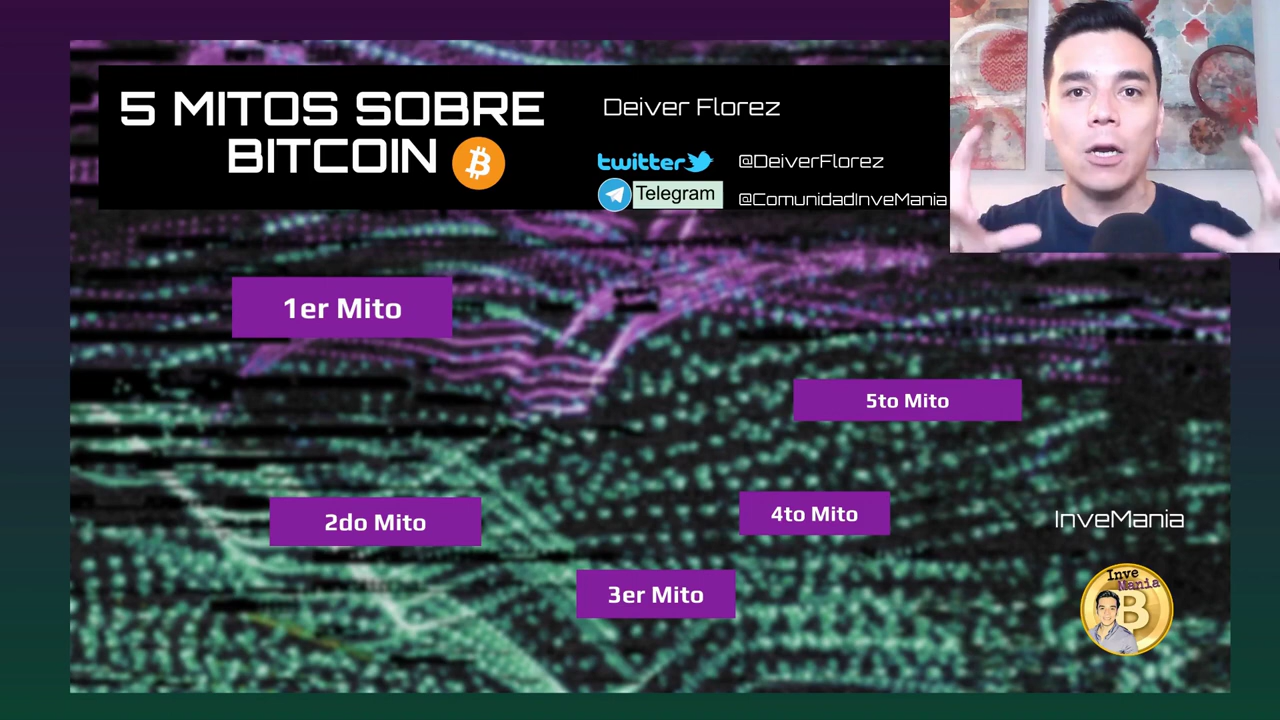 5 MITOS SOBRE
BITCOIN
Deiver Florez
twitter @DeiverFlorez
Telegram @ComunidadInveMania
1er Mito
5to Mito
2do Mito
4to Mito
InveMania
3er Mito
Inve
Mania
B